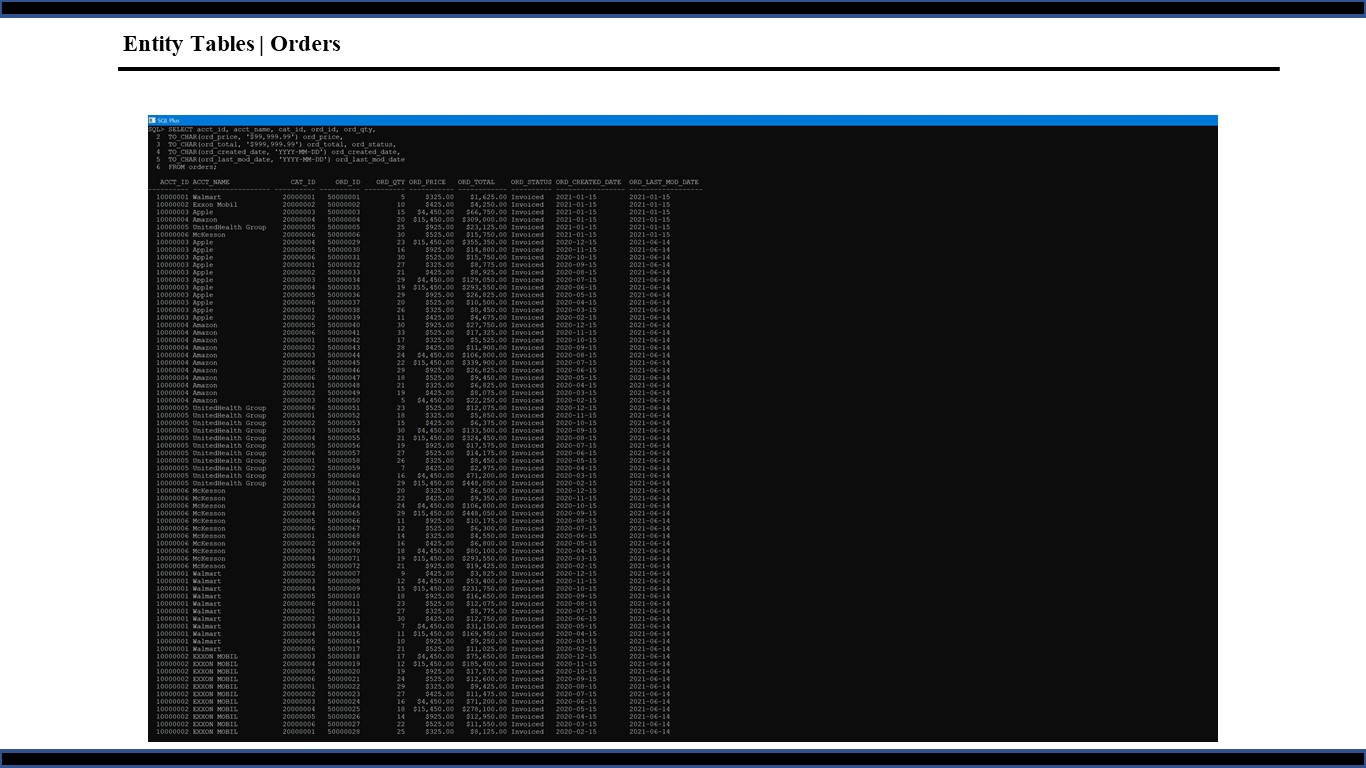 Entity Tables | Orders
SQL Plus
SQL> SELECT acct_id, acct_name, cat_id, ord_id, ord_qty,
2 TO_CHAR(ord_price, '$99,999.99') ord_price,
3 TO_CHAR(ord_total, '$999,999.99') ord_total, ord_status,
4 TO_CHAR(ord_created_date, 'YYYY-MM-DD') ord_created_date,
5 TO_CHAR(ord_last_mod_date, 'YYYY-MM-DD') ord_last_mod_date
6 FROM orders;
ACCT_ID ACCT_NAME CAT_ID ORD_ID ORD_QTY ORD_PRICE ORD_TOTAL ORD_STATUS ORD_CREATED_DATE ORD_LAST_MOD_DATE
10000001 Walmart 20000001 50000001 5 $325.00 $1,625.00 Invoiced 2021-01-15 2021-01-15
10000002 Exxon Mobil 20000002 50000002 10 $425.00 $4,250.00 Invoiced 2021-01-15 2021-01-15
10000003 Apple 20000003 50000003 15 $4,450.00 $66,750.00 Invoiced 2021-01-15 2021-01-15
10000004 Amazon 20000004 50000004 20 $15,450.00 $309,000.00 Invoiced 2021-01-15 2021-01-15
10000005 UnitedHealth Group 20000005 50000005 25 $925.00 $23,125.00 Invoiced 2021-01-15 2021-01-15
10000006 McKesson 20000006 50000006 30 $525.00 $15,750.00 Invoiced 2021-01-15 2021-01-15
10000003 Apple 20000004 50000029 23 $15,450.00 $355,350.00 Invoiced 2020-12-15 2021-06-14
10000003 Apple 20000005 50000030 16 $925.00 $14,800.00 Invoiced 2020-11-15 2021-06-14
10000003 Apple 20000006 50000031 30 $525.00 $15,750.00 Invoiced 2020-10-15 2021-06-14
10000003 Apple 20000001 50000032 27 $325.00 $8,775.00 Invoiced 2020-09-15 2021-06-14
10000003 Apple 20000002 50000033 21 $425.00 $8,925.00 Invoiced 2020-08-15 2021-06-14
10000003 Apple 20000003 50000034 29 $4,450.00 $129,050.00 Invoiced 2020-07-15 2021-06-14
10000003 Apple 20000004 50000035 19 $15,450.00 $293,550.00 Invoiced 2020-06-15 2021-06-14
10000003 Apple 20000005 50000036 29 $925.00 $26,825.00 Invoiced 2020-05-15 2021-06-14
10000003 Apple 20000006 50000037 20 $525.00 $10,500.00 Invoiced 2020-04-15 2021-06-14
10000003 Apple 20000001 50000038 26 $325.00 $8,450.00 Invoiced 2020-03-15 2021-06-14
10000003 Apple 20000002 50000039 11 $425.00 $4,675.00 Invoiced 2020-02-15 2021-06-14
10000004 Amazon 20000005 50000040 30 $925.00 $27,750.00 Invoiced 2020-12-15 2021-06-14
10000004 Amazon 20000006 50000041 33 $525.00 $17,325.00 Invoiced 2020-11-15 2021-06-14
10000004 Amazon 20000001 50000042 17 $325.00 $5,525.00 Invoiced 2020-10-15 2021-06-14
10000004 Amazon 20000002 50000043 28 $425.00 $11,900.00 Invoiced 2020-09-15 2021-06-14
10000004 Amazon 20000003 50000044 24 $4,450.00 $106,800.00 Invoiced 2020-08-15 2021-06-14
10000004 Amazon 20000004 50000045 22 $15,450.00 $339,900.00 Invoiced 2020-07-15 2021-06-14
10000004 Amazon 20000005 50000046 29 $925.00 $26,825.00 Invoiced 2020-06-15 2021-06-14
10000004 Amazon 20000006 50000047 18 $525.00 $9,450.00 Invoiced 2020-05-15 2021-06-14
10000004 Amazon 20000001 50000048 21 $325.00 $6,825.00 Invoiced 2020-04-15 2021-06-14
10000004 Amazon 20000002 50000049 19 $425.00 $8,075.00 Invoiced 2020-03-15 2021-06-14
10000004 Amazon 20000003 50000050 5 $4,450.00 $22,250.00 Invoiced 2020-02-15 2021-06-14
10000005 UnitedHealth Group 20000006 50000051 23 $525.00 $12,075.00 Invoiced 2020-12-15 2021-06-14
10000005 UnitedHealth Group 20000001 50000052 18 $325.00 $5,850.00 Invoiced 2020-11-15 2021-06-14
10000005 UnitedHealth Group 20000002 50000053 15 $425.00 $6,375.00 Invoiced 2020-10-15 2021-06-14
10000005 UnitedHealth Group 20000003 50000054 30 $4,450.00 $133,500.00 Invoiced 2020-09-15 2021-06-14
10000005 UnitedHealth Group 20000004 50000055 21 $15,450.00 $324,450.00 Invoiced 2020-08-15 2021-06-14
10000005 UnitedHealth Group 20000005 50000056 19 $925.00 $17,575.00 Invoiced 2020-07-15 2021-06-14
10000005 UnitedHealth Group 20000006 50000057 27 $525.00 $14,175.00 Invoiced 2020-06-15 2021-06-14
10000005 UnitedHealth Group 20000001 50000058 26 $325.00 $8,450.00 Invoiced 2020-05-15 2021-06-14
10000005 UnitedHealth Group 20000002 50000059 7 $425.00 $2,975.00 Invoiced 2020-04-15 2021-06-14
10000005 UnitedHealth Group 20000003 50000060 16 $4,450.00 $71,200.00 Invoiced 2020-03-15 2021-06-14
10000005 UnitedHealth Group 20000004 50000061 29 $15,450.00 $448,050.00 Invoiced 2020-02-15 2021-06-14
10000006 McKesson 20000001 50000062 20 $325.00 $6,500.00 Invoiced 2020-12-15 2021-06-14
10000006 McKesson 20000002 50000063 22 $425.00 $9,350.00 Invoiced 2020-11-15 2021-06-14
10000006 McKesson 20000003 50000064 24 $4,450.00 $106,800.00 Invoiced 2020-10-15 2021-06-14
10000006 McKesson 20000004 50000065 29 $15,450.00 $448,050.00 Invoiced 2020-09-15 2021-06-14
10000006 McKesson 20000005 50000066 11 $925.00 $10,175.00 Invoiced 2020-08-15 2021-06-14
10000006 McKesson 20000006 50000067 12 $525.00 $6,300.00 Invoiced 2020-07-15 2021-06-14
10000006 McKesson 20000001 50000068 14 $325.00 $4,550.00 Invoiced 2020-06-15 2021-06-14
10000006 McKesson 20000002 50000069 16 $425.00 $6,800.00 Invoiced 2020-05-15 2021-06-14
10000006 McKesson 20000003 50000070 18 $4,450.00 $80,100.00 Invoiced 2020-04-15 2021-06-14
10000006 McKesson 20000004 50000071 19 $15,450.00 $293,550.00 Invoiced 2020-03-15 2021-06-14
10000006 McKesson 20000005 50000072 21 $925.00 $19,425.00 Invoiced 2020-02-15 2021-06-14
10000001 Walmart 20000002 50000007 9 $425.00 $3,825.00 Invoiced 2020-12-15 2021-06-14
10000001 Walmart 20000003 50000008 12 $4,450.00 $53,400.00 Invoiced 2020-11-15 2021-06-14
10000001 Walmart 20000004 50000009 15 $15,450.00 $231,750.00 Invoiced 2020-10-15 2021-06-14
10000001 Walmart 20000005 50000010 18 $925.00 $16,650.00 Invoiced 2020-09-15 2021-06-14
10000001 Walmart 20000006 50000011 23 $525.00 $12,075.00 Invoiced 2020-08-15 2021-06-14
10000001 Walmart 20000001 50000012 27 $325.00 $8,775.00 Invoiced 2020-07-15 2021-06-14
10000001 Walmart 20000002 50000013 30 $425.00 $12,750.00 Invoiced 2020-06-15 2021-06-14
10000001 Walmart 20000003 50000014 7 $4,450.00 $31,150.00 Invoiced 2020-05-15 2021-06-14
10000001 Walmart 20000004 50000015 11 $15,450.00 $169,950.00 Invoiced 2020-04-15 2021-06-14
10000001 Walmart 20000005 50000016 10 $925.00 $9,250.00 Invoiced 2020-03-15 2021-06-14
10000001 Walmart 20000006 50000017 21 $525.00 $11,025.00 Invoiced 2020-02-15 2021-06-14
10000002 EXXON MOBIL 20000003 50000018 17 $4,450.00 $75,650.00 Invoiced 2020-12-15 2021-06-14
10000002 EXXON MOBIL 20000004 50000019 12 $15,450.00 $185,400.00 Invoiced 2020-11-15 2021-06-14
10000002 EXXON MOBIL 20000005 50000020 19 $925.00 $17,575.00 Invoiced 2020-10-15 2021-06-14
10000002 EXXON MOBIL 20000006 50000021 24 $525.00 $12,600.00 Invoiced 2020-09-15 2021-06-14
10000002 EXXON MOBIL 20000001 50000022 29 $325.00 $9,425.00 Invoiced 2020-08-15 2021-06-14
10000002 EXXON MOBIL 20000002 50000023 27 $425.00 $11,475.00 Invoiced 2020-07-15 2021-06-14
10000002 EXXON MOBIL 20000003 50000024 16 $4,450.00 $71,200.00 Invoiced 2020-06-15 2021-06-14
10000002 EXXON MOBIL 20000004 50000025 18 $15,450.00 $278,100.00 Invoiced 2020-05-15 2021-06-14
10000002 EXXON MOBIL 20000005 50000026 14 $925.00 $12,950.00 Invoiced 2020-04-15 2021-06-14
10000002 EXXON MOBIL 20000006 50000027 22 $525.00 $11,550.00 Invoiced 2020-03-15 2021-06-14
10000002 EXXON MOBIL 20000001 50000028 25 $325.00 $8,125.00 Invoiced 2020-02-15 2021-06-14